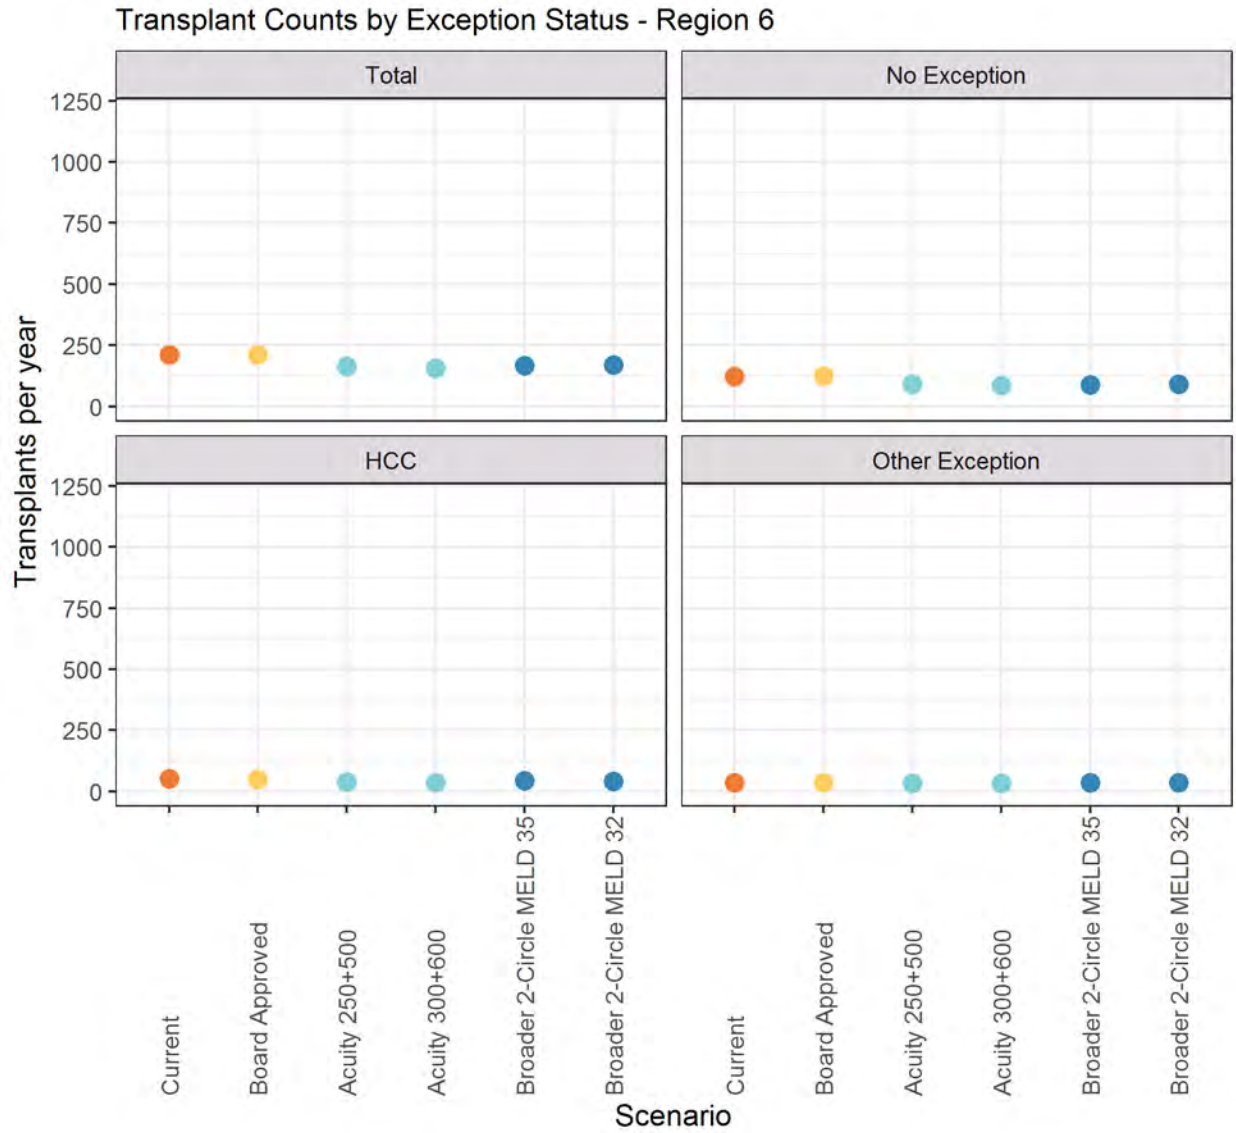 Transplant Counts by Exception Status - Region 6
Total
No Exception
1250
1000
750
500
250
0
HCC
Other Exception
1250
1000
750
500
250
0
Transplants per year
Current
Board Approved
Acuity 250+500
Acuity 300+600
Broader 2-Circle MELD 35
Broader 2-Circle MELD 32
Current
Board Approved
Acuity 250+500
Acuity 300+600
Broader 2-Circle MELD 35
Broader 2-Circle MELD 32
Scenario